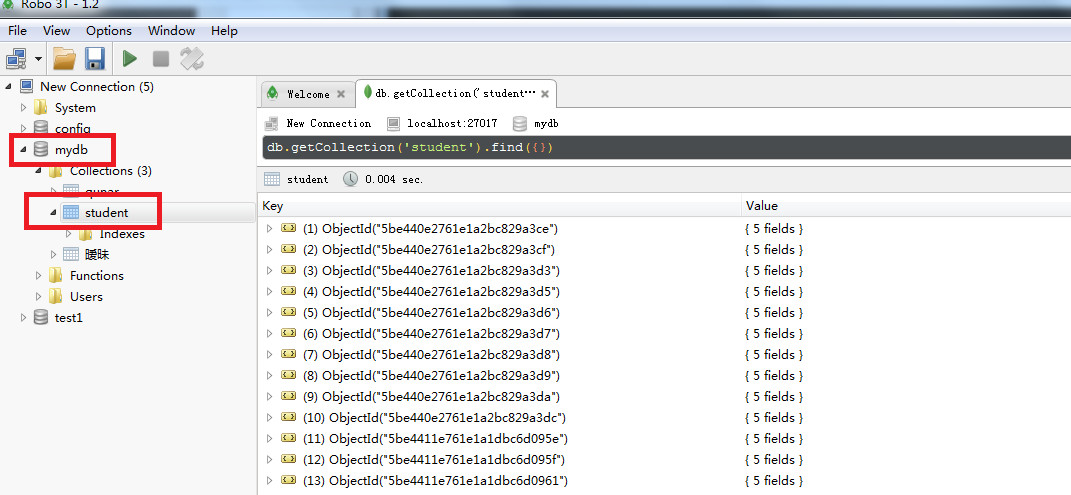 Robo 3T - 1.2
File View Options Window Help
New Connection (5)
System
config
mydb
Collections (3)
qunar
student
Indexes
暧昧
Functions
Users
test1
Welcome
db.getCollection('student…
New Connection localhost:27017 mydb
db.getCollection('student').find({})
student 0.004 sec.
Key Value
(1) ObjectId("5be440e2761e1a2bc829a3ce") { 5 fields }
(2) ObjectId("5be440e2761e1a2bc829a3cf") { 5 fields }
(3) ObjectId("5be440e2761e1a2bc829a3d3") { 5 fields }
(4) ObjectId("5be440e2761e1a2bc829a3d5") { 5 fields }
(5) ObjectId("5be440e2761e1a2bc829a3d6") { 5 fields }
(6) ObjectId("5be440e2761e1a2bc829a3d7") { 5 fields }
(7) ObjectId("5be440e2761e1a2bc829a3d8") { 5 fields }
(8) ObjectId("5be440e2761e1a2bc829a3d9") { 5 fields }
(9) ObjectId("5be440e2761e1a2bc829a3da") { 5 fields }
(10) ObjectId("5be440e2761e1a2bc829a3dc") { 5 fields }
(11) ObjectId("5be4411e761e1a1dbc6d095e") { 5 fields }
(12) ObjectId("5be4411e761e1a1dbc6d095f") { 5 fields }
(13) ObjectId("5be4411e761e1a1dbc6d0961") { 5 fields }